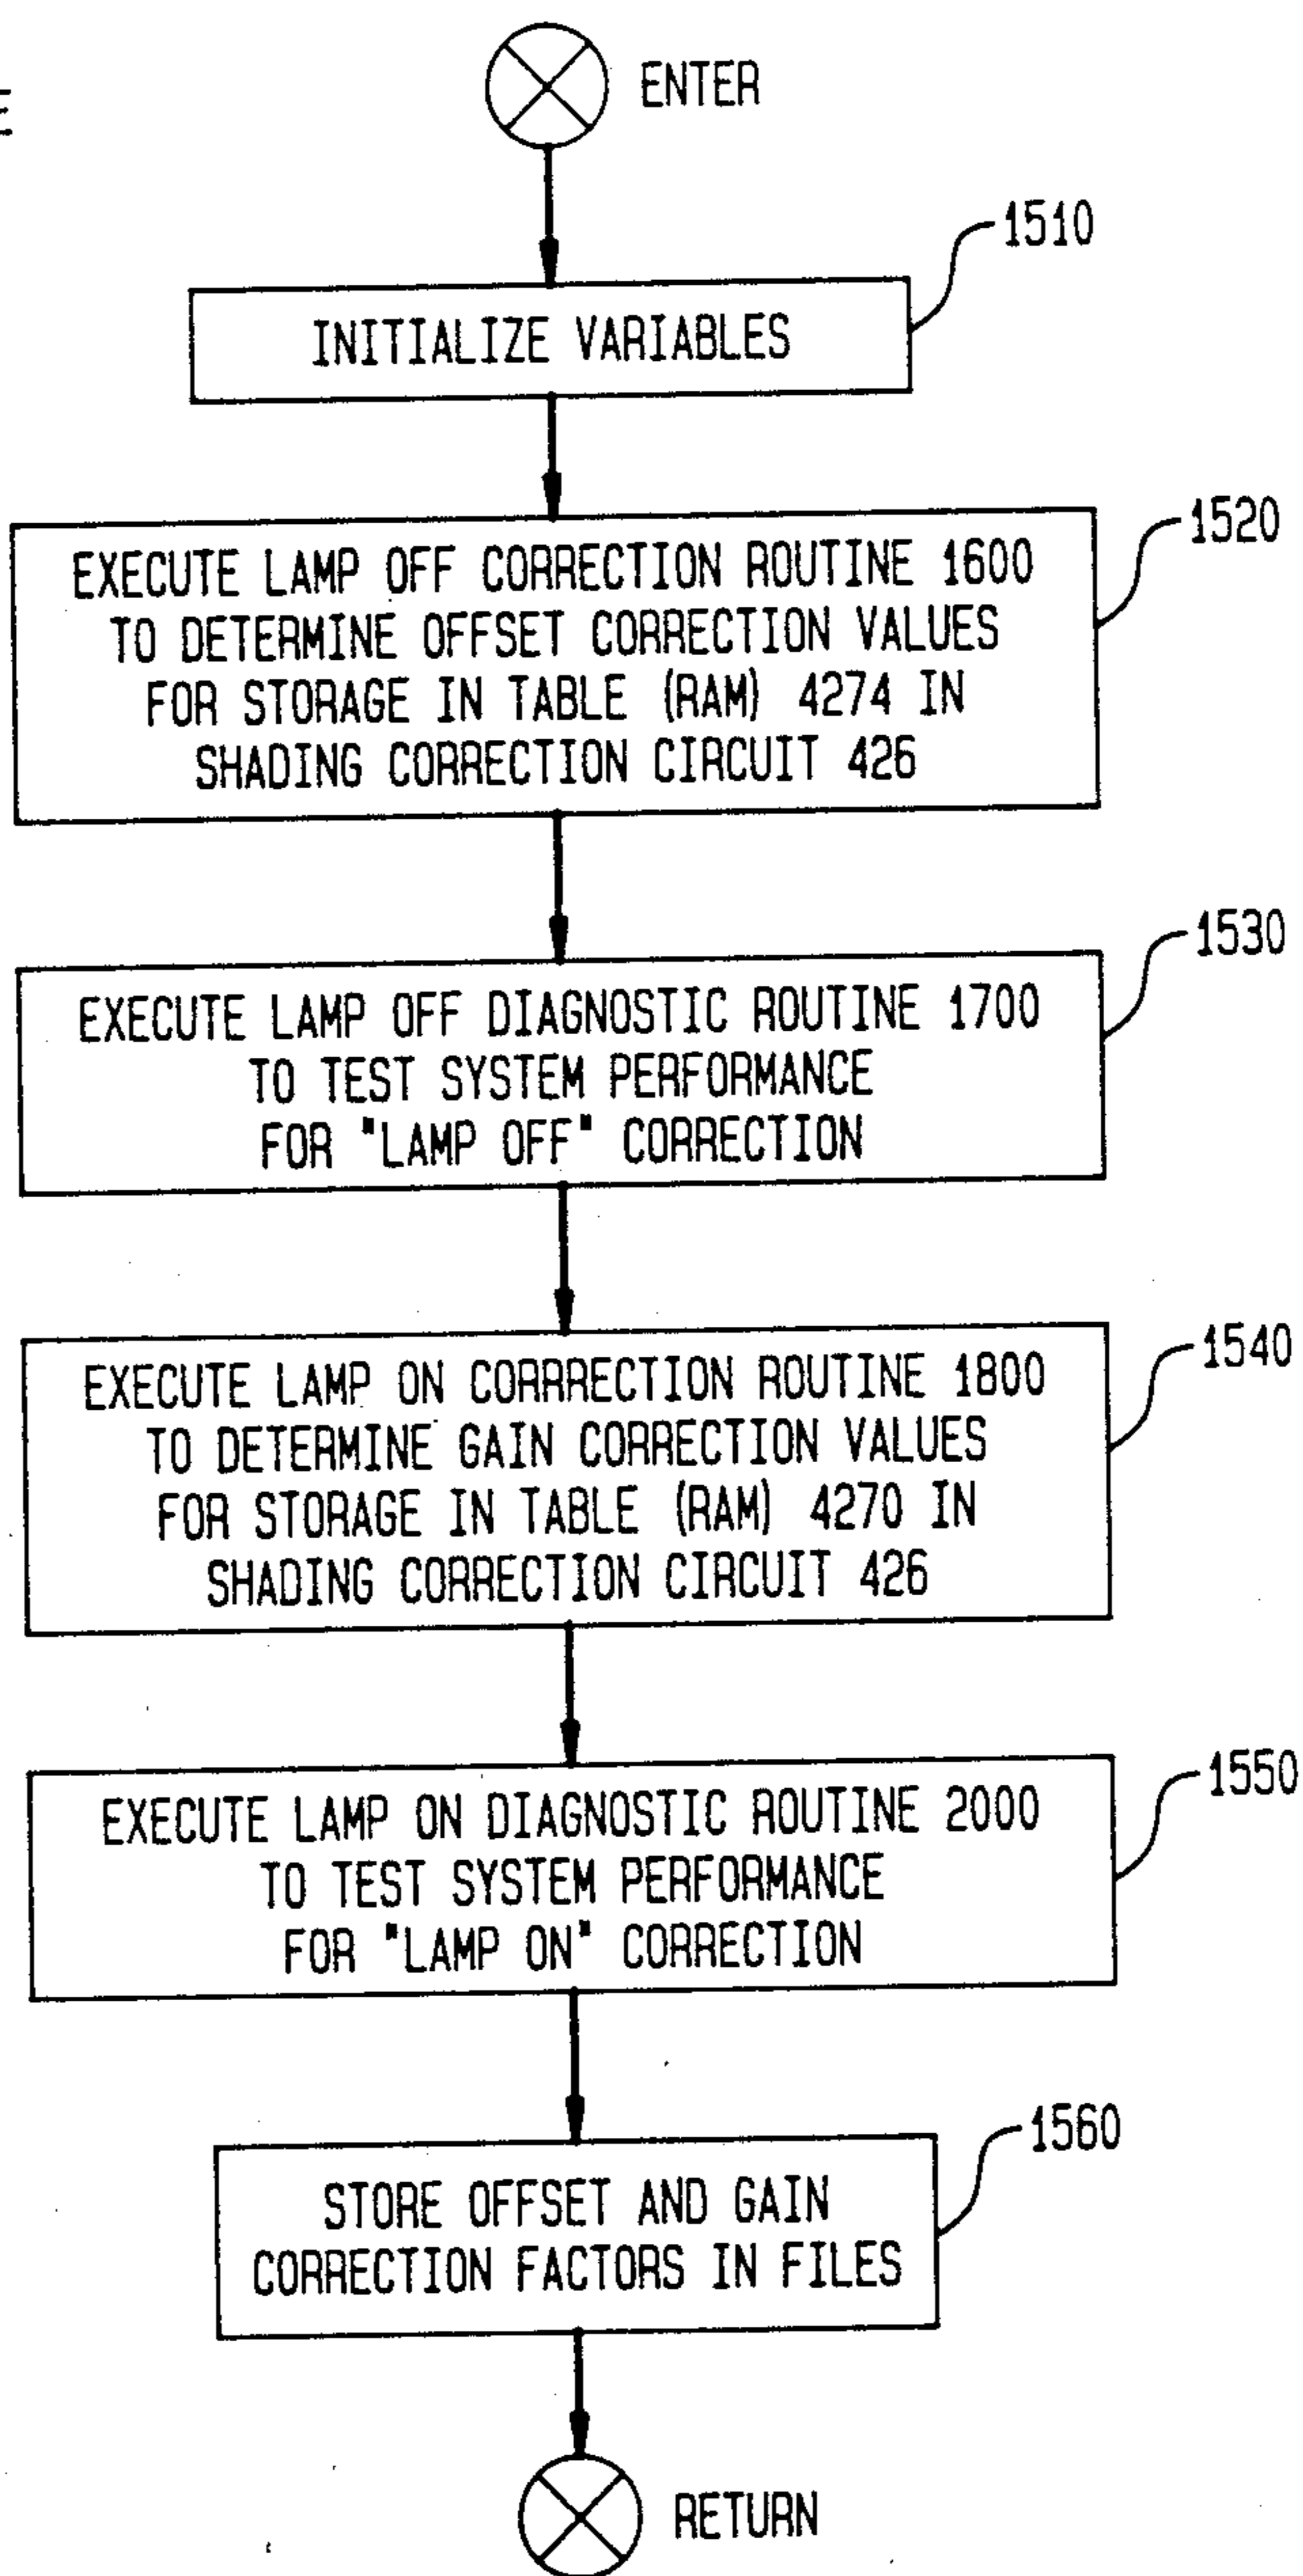 ENTER
1510
INITIALIZE VARIABLES
1520
EXECUTE LAMP OFF CORRECTION ROUTINE 1600
TO DETERMINE OFFSET CORRECTION VALUES
FOR STORAGE IN TABLE (RAM) 4274 IN
SHADING CORRECTION CIRCUIT 426
1530
EXECUTE LAMP OFF DIAGNOSTIC ROUTINE 1700
TO TEST SYSTEM PERFORMANCE
FOR "LAMP OFF" CORRECTION
1540
EXECUTE LAMP ON CORRRECTION ROUTINE 1800
TO DETERMINE GAIN CORRECTION VALUES
FOR STORAGE IN TABLE (RAM) 4270 IN
SHADING CORRECTION CIRCUIT 426
1550
EXECUTE LAMP ON DIAGNOSTIC ROUTINE 2000
TO TEST SYSTEM PERFORMANCE
FOR "LAMP ON" CORRECTION
1560
STORE OFFSET AND GAIN
CORRECTION FACTORS IN FILES
RETURN